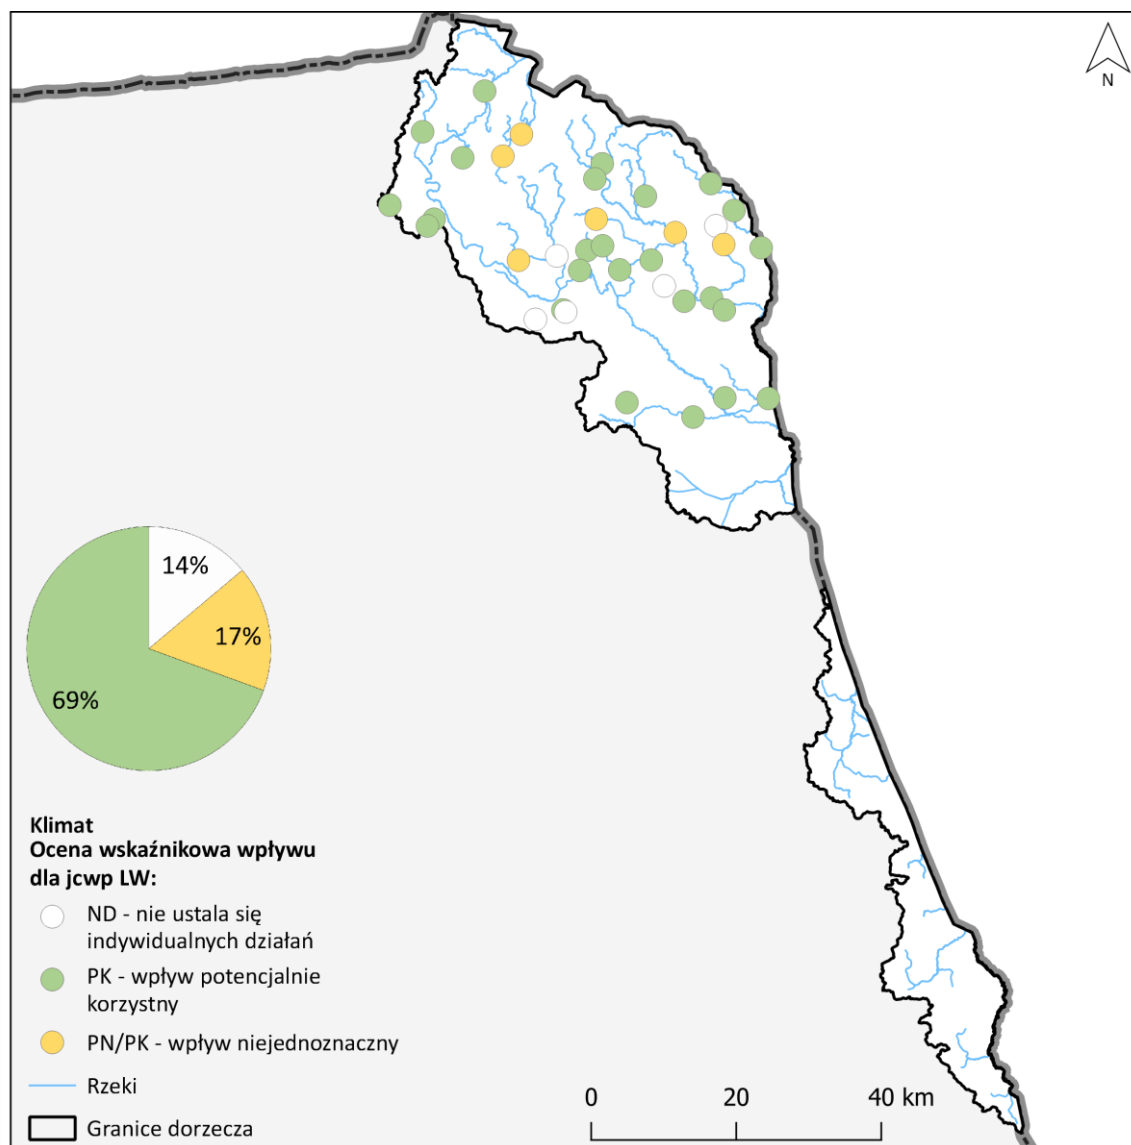 N
14%
17%
69%
Klimat
Ocena wskaźnikowa wpływu
dla jcwp LW:
ND - nie ustala się
indywidualnych działań
PK - wpływ potencjalnie
korzystny
PN/PK - wpływ niejednoznaczny
Rzeki
Granice dorzecza
0 20 40 km